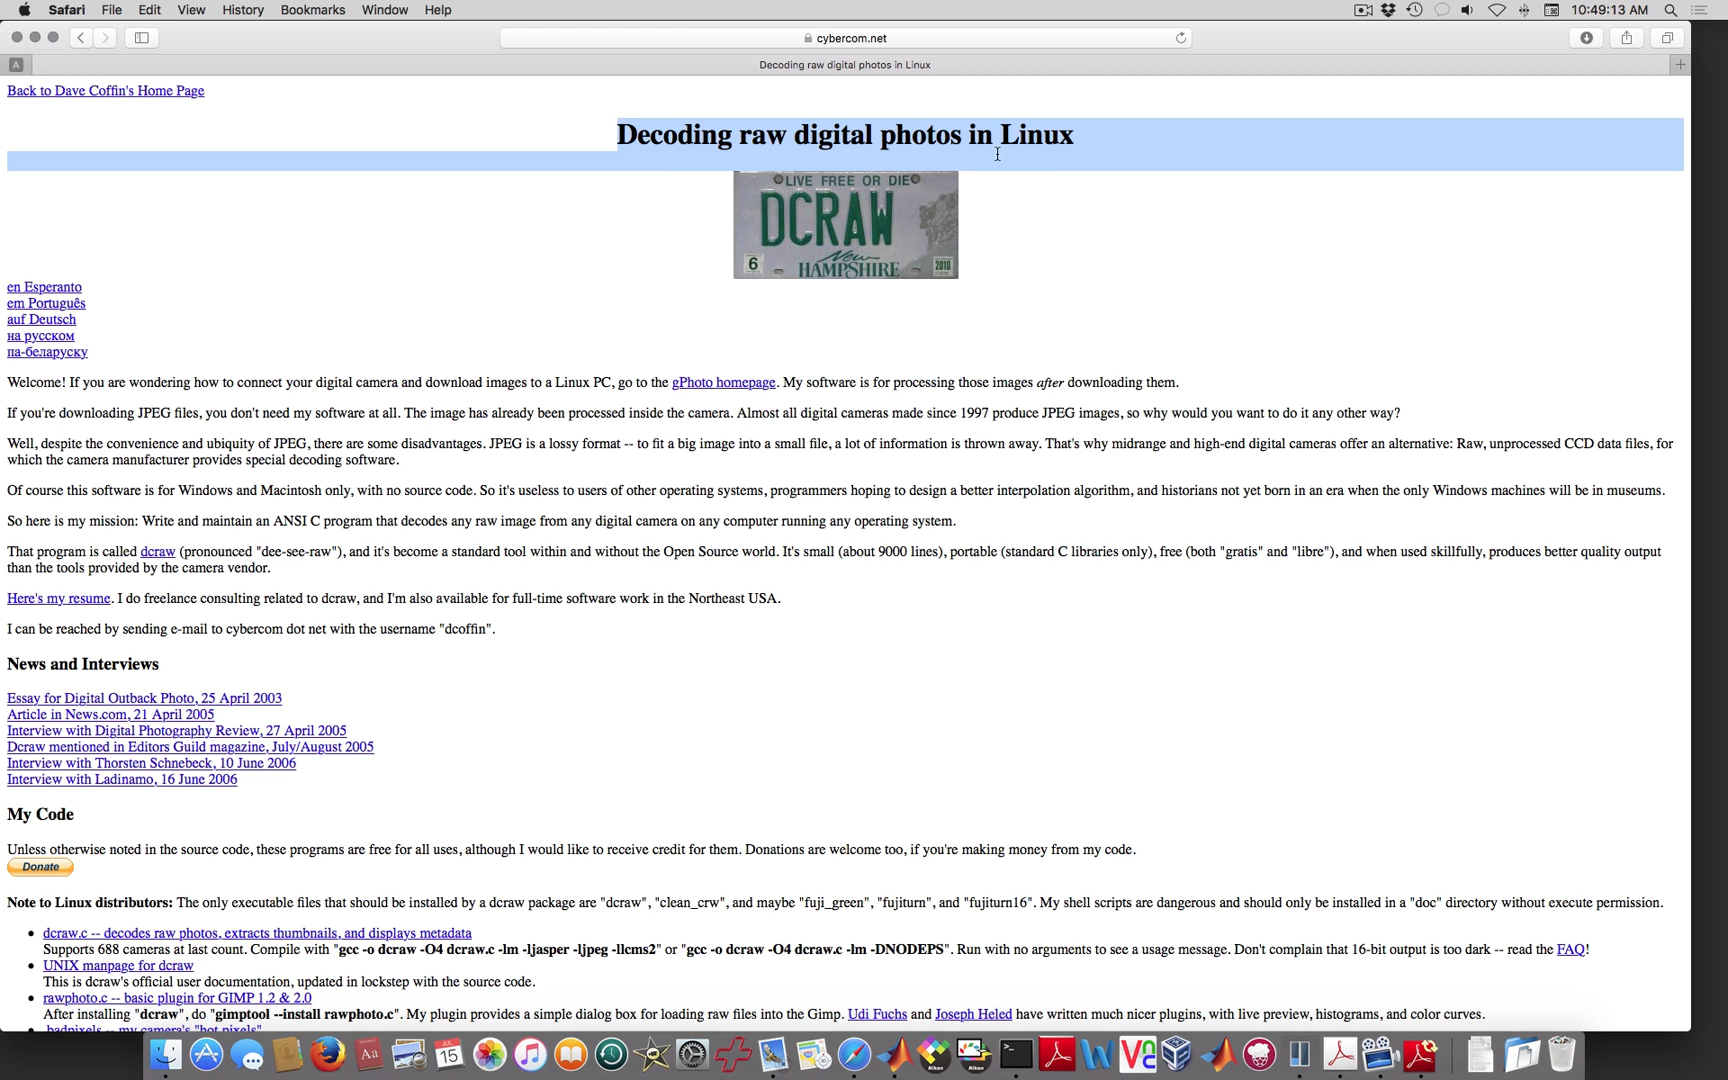 Safari File Edit View History Bookmarks Window Help 10:49:13 AM
cybercom.net
A Decoding raw digital photos in Linux
Back to Dave Coffin's Home Page
Decoding raw digital photos in Linux
LIVE FREE OR DIE
DCRAW
6 New HAMPSHIRE 2010
en Esperanto
em Português
auf Deutsch
на русском
па-беларуску
Welcome! If you are wondering how to connect your digital camera and download images to a Linux PC, go to the gPhoto homepage. My software is for processing those images after downloading them.
If you're downloading JPEG files, you don't need my software at all. The image has already been processed inside the camera. Almost all digital cameras made since 1997 produce JPEG images, so why would you want to do it any other way?
Well, despite the convenience and ubiquity of JPEG, there are some disadvantages. JPEG is a lossy format -- to fit a big image into a small file, a lot of information is thrown away. That's why midrange and high-end digital cameras offer an alternative: Raw, unprocessed CCD data files, for
which the camera manufacturer provides special decoding software.
Of course this software is for Windows and Macintosh only, with no source code. So it's useless to users of other operating systems, programmers hoping to design a better interpolation algorithm, and historians not yet born in an era when the only Windows machines will be in museums.
So here is my mission: Write and maintain an ANSI C program that decodes any raw image from any digital camera on any computer running any operating system.
That program is called dcraw (pronounced "dee-see-raw"), and it's become a standard tool within and without the Open Source world. It's small (about 9000 lines), portable (standard C libraries only), free (both "gratis" and "libre"), and when used skillfully, produces better quality output
than the tools provided by the camera vendor.
Here's my resume. I do freelance consulting related to dcraw, and I'm also available for full-time software work in the Northeast USA.
I can be reached by sending e-mail to cybercom dot net with the username "dcoffin".
News and Interviews
Essay for Digital Outback Photo, 25 April 2003
Article in News.com, 21 April 2005
Interview with Digital Photography Review, 27 April 2005
Dcraw mentioned in Editors Guild magazine, July/August 2005
Interview with Thorsten Schnebeck, 10 June 2006
Interview with Ladinamo, 16 June 2006
My Code
Unless otherwise noted in the source code, these programs are free for all uses, although I would like to receive credit for them. Donations are welcome too, if you're making money from my code.
Donate
Note to Linux distributors: The only executable files that should be installed by a dcraw package are "dcraw", "clean_crw", and maybe "fuji_green", "fujiturn", and "fujiturn16". My shell scripts are dangerous and should only be installed in a "doc" directory without execute permission.
dcraw.c -- decodes raw photos, extracts thumbnails, and displays metadata
Supports 688 cameras at last count. Compile with "gcc -o dcraw -O4 dcraw.c -lm -ljasper -ljpeg -llcms2" or "gcc -o dcraw -O4 dcraw.c -lm -DNODEPS". Run with no arguments to see a usage message. Don't complain that 16-bit output is too dark -- read the FAQ!
UNIX manpage for dcraw
This is dcraw's official user documentation, updated in lockstep with the source code.
rawphoto.c -- basic plugin for GIMP 1.2 & 2.0
After installing "dcraw", do "gimptool --install rawphoto.c". My plugin provides a simple dialog box for loading raw files into the Gimp. Udi Fuchs and Joseph Heled have written much nicer plugins, with live preview, histograms, and color curves.
badpixels -- my camera's "hot pixels"
JUL
15